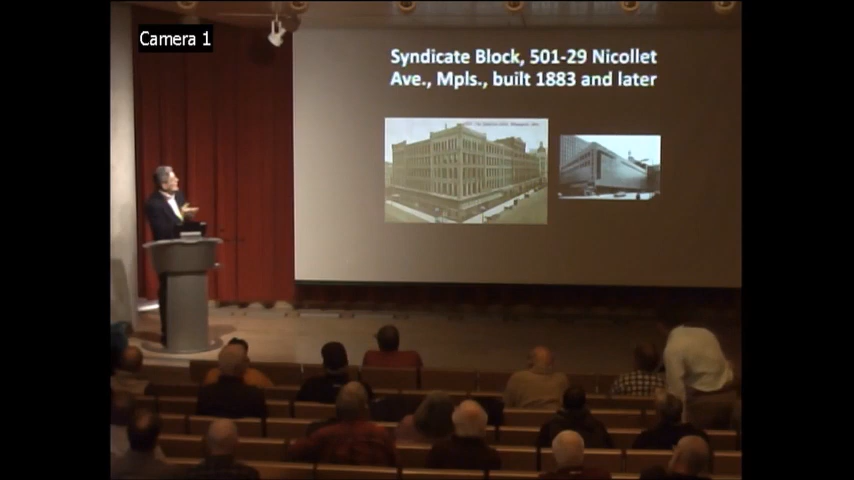 Camera 1
Syndicate Block, 501-29 Nicollet
Ave., Mpls., built 1883 and later